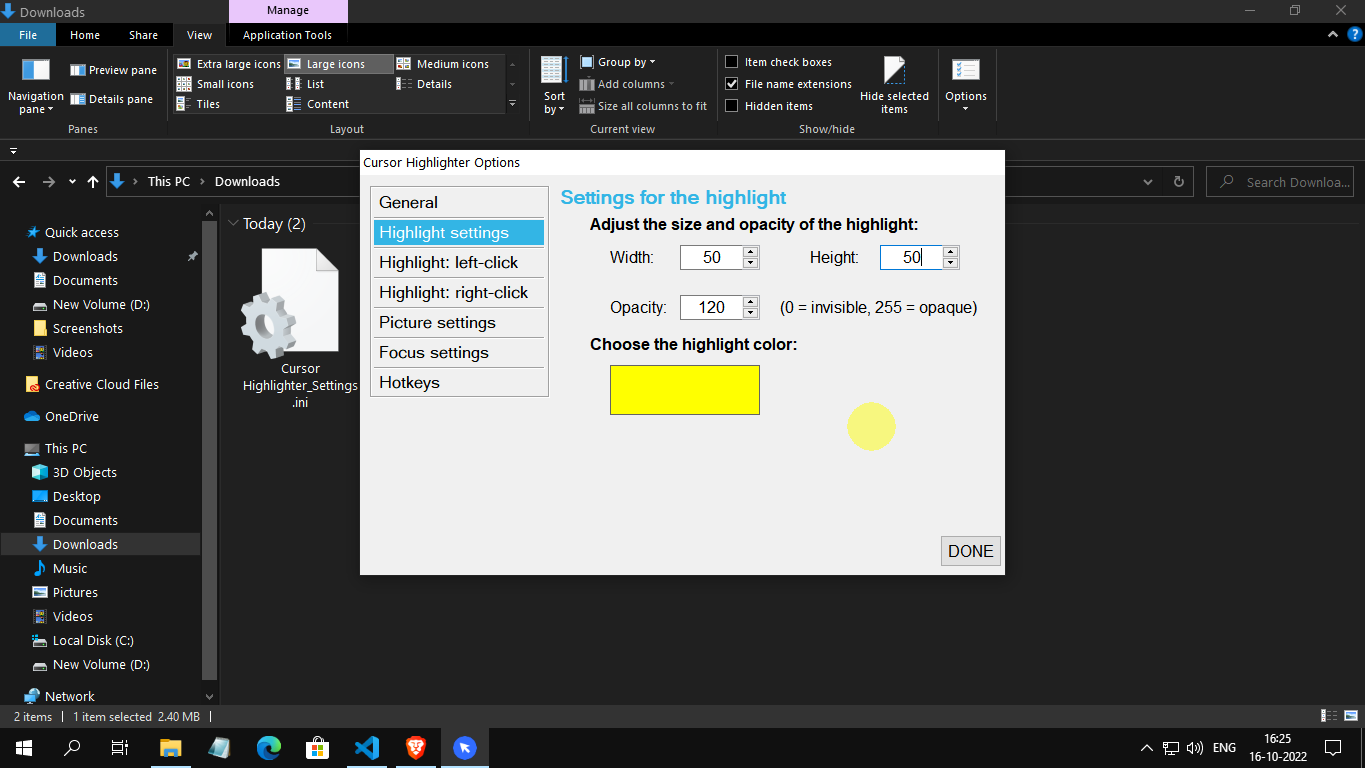 Downloads
Manage
File
Home
Share
View
Application Tools
Navigation pane
Preview pane
Details pane
Panes
Extra large icons
Large icons
Medium icons
Small icons
List
Details
Tiles
Content
Layout
Sort by
Group by
Add columns
Size all columns to fit
Current view
Item check boxes
File name extensions
Hidden items
Hide selected items
Show/hide
Options
This PC
Downloads
Search Downloa...
Quick access
Downloads
Documents
New Volume (D:)
Screenshots
Videos
Creative Cloud Files
OneDrive
This PC
3D Objects
Desktop
Documents
Downloads
Music
Pictures
Videos
Local Disk (C:)
New Volume (D:)
Network
Today (2)
Cursor
Highlighter_Settings
.ini
Cursor Highlighter Options
General
Highlight settings
Highlight: left-click
Highlight: right-click
Picture settings
Focus settings
Hotkeys
Settings for the highlight
Adjust the size and opacity of the highlight:
Width: 50 Height: 50
Opacity: 120 (0 = invisible, 255 = opaque)
Choose the highlight color:
DONE
2 items 1 item selected 2.40 MB
ENG
16:25
16-10-2022